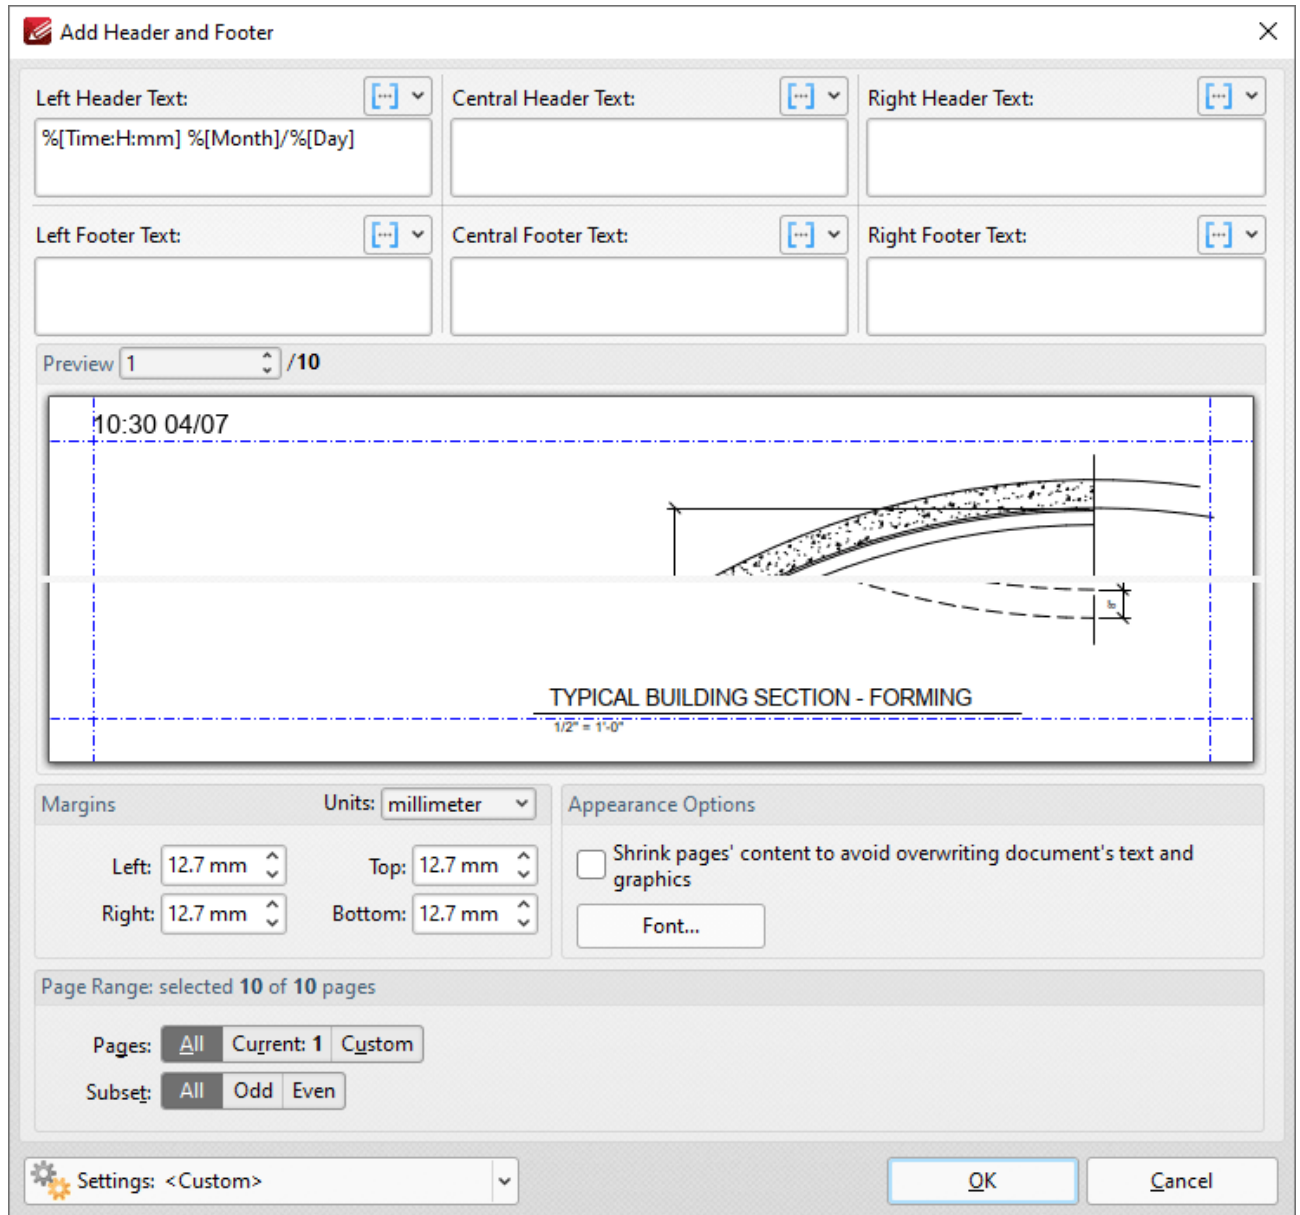 Add Header and Footer
Left Header Text:
Central Header Text:
Right Header Text:
%[Time:H:mm] %[Month]/%[Day]
Left Footer Text:
Central Footer Text:
Right Footer Text:
Preview 1 /10
10:30 04/07
8"
TYPICAL BUILDING SECTION - FORMING
1/2" = 1'-0"
Margins
Units: millimeter
Left: 12.7 mm
Top: 12.7 mm
Right: 12.7 mm
Bottom: 12.7 mm
Appearance Options
Shrink pages' content to avoid overwriting document's text and
graphics
Font...
Page Range: selected 10 of 10 pages
Pages: All Current: 1 Custom
Subset: All Odd Even
Settings: <Custom>
OK
Cancel